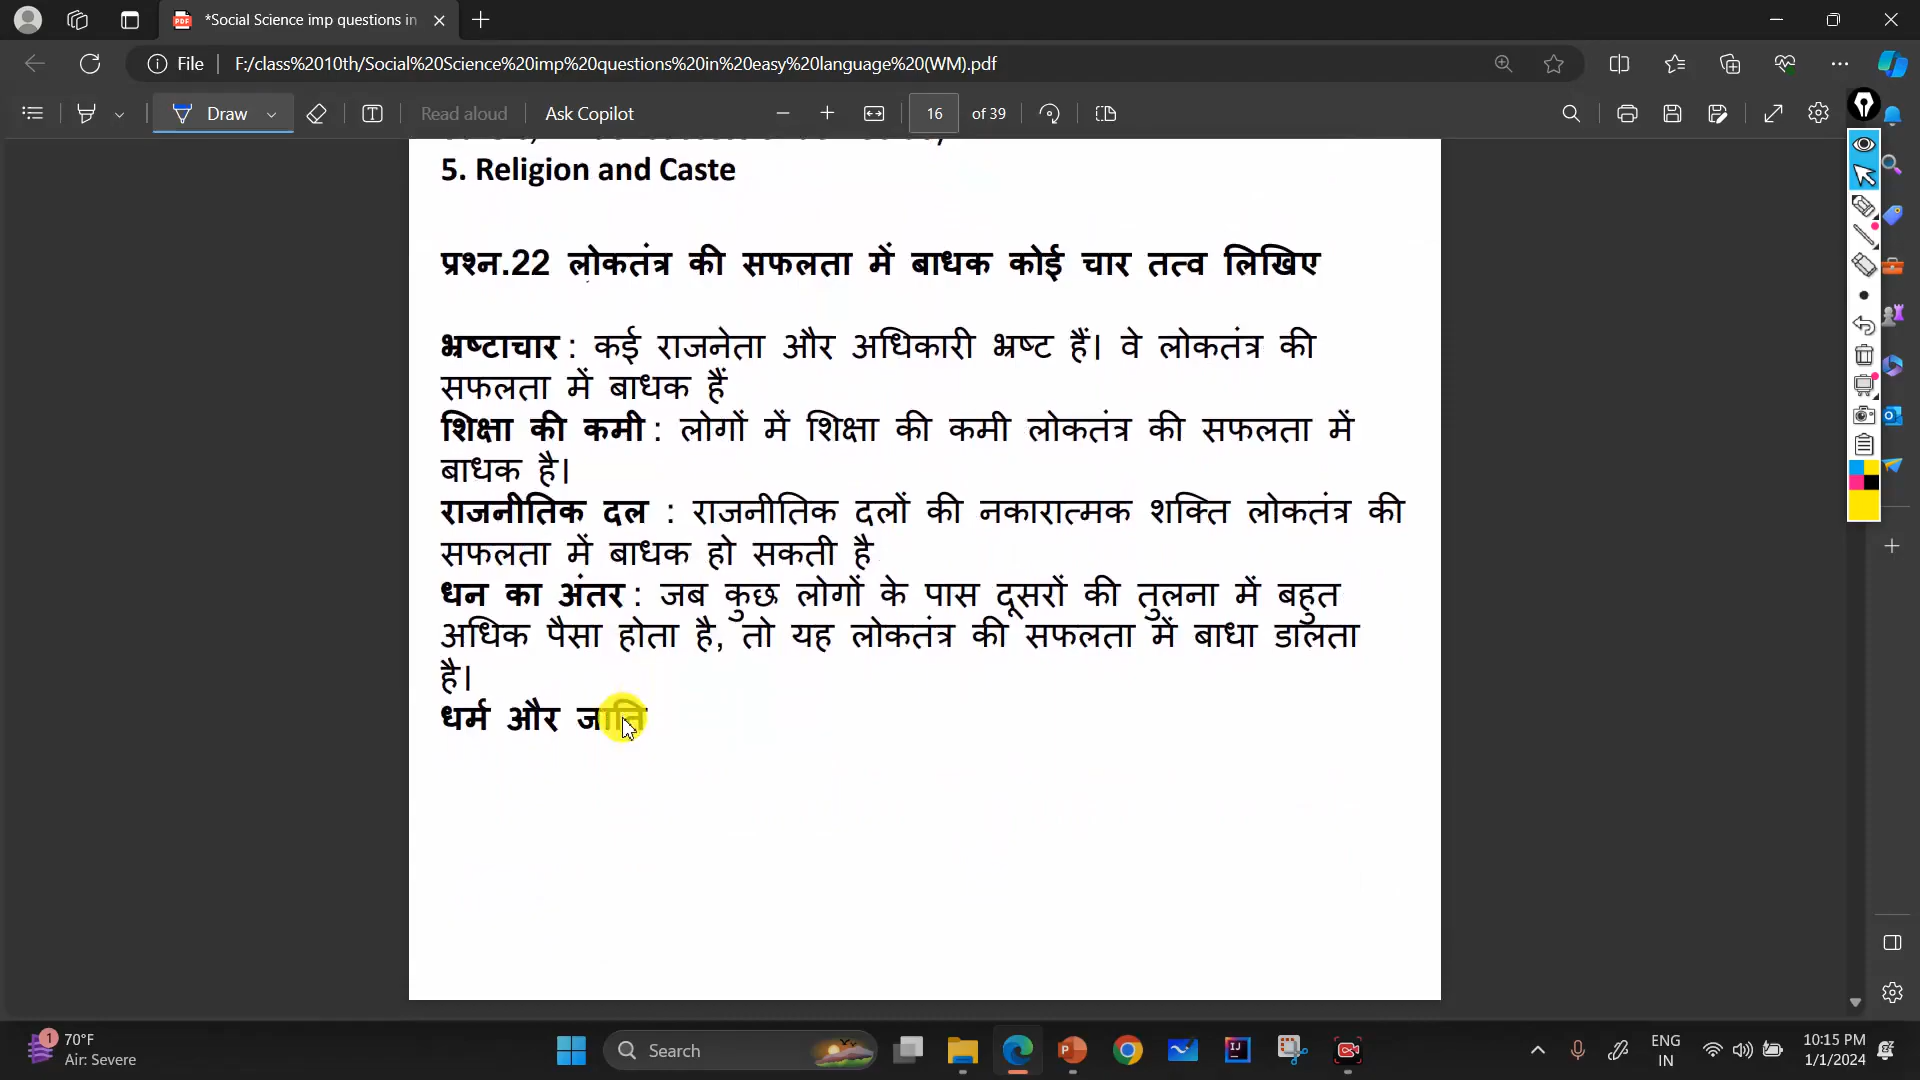 *Social Science imp questions in
File
F:/class%2010th/Social%20Science%20imp%20questions%20in%20easy%20language%20(WM).pdf
Draw
Read aloud
Ask Copilot
16
of 39
5. Religion and Caste
प्रश्न.22 लोकतंत्र की सफलता में बाधक कोई चार तत्व लिखिए
भ्रष्टाचार : कई राजनेता और अधिकारी भ्रष्ट हैं। वे लोकतंत्र की
सफलता में बाधक हैं
शिक्षा की कमी : लोगों में शिक्षा की कमी लोकतंत्र की सफलता में
बाधक है।
राजनीतिक दल : राजनीतिक दलों की नकारात्मक शक्ति लोकतंत्र की
सफलता में बाधक हो सकती है
धन का अंतर : जब कुछ लोगों के पास दूसरों की तुलना में बहुत
अधिक पैसा होता है, तो यह लोकतंत्र की सफलता में बाधा डालता
है।
धर्म और जाति
1
70°F
Air: Severe
Search
ENG
IN
10:15 PM
1/1/2024